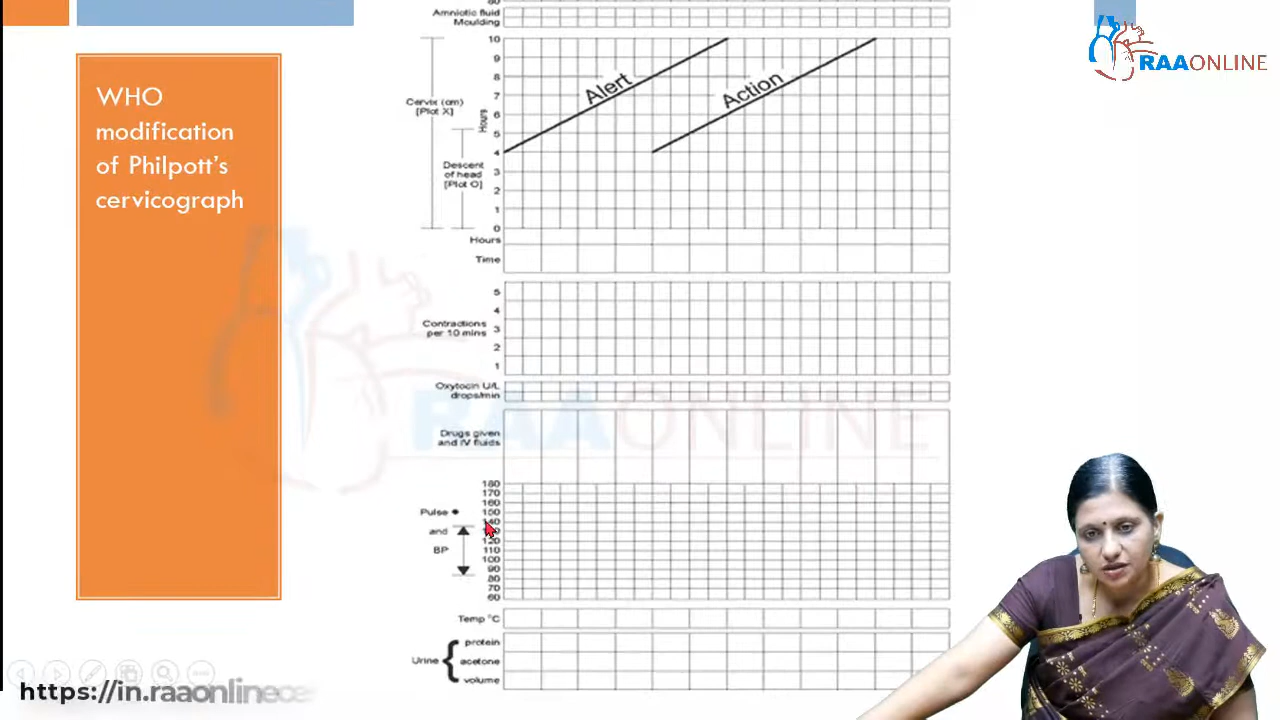 80
Amniotic fluid
Moulding
RAAONLINE
WHO
modification
of Philpott's
cervicograph
Cervix (cm)
[Plot X]
Hours
Descent
of head
[Plot O]
10
9
8
7
6
5
4
3
2
1
0
Alert
Action
Hours
Time
Contractions
per 10 mins
5
4
3
2
1
Oxytocin U/L
drops/min
RAAONLINE
Drugs given
and IV fluids
Pulse •
and
BP
180
170
160
150
140
120
110
100
90
80
70
60
Temp °C
Urine {
protein
acetone
volume
https://in.raaonline